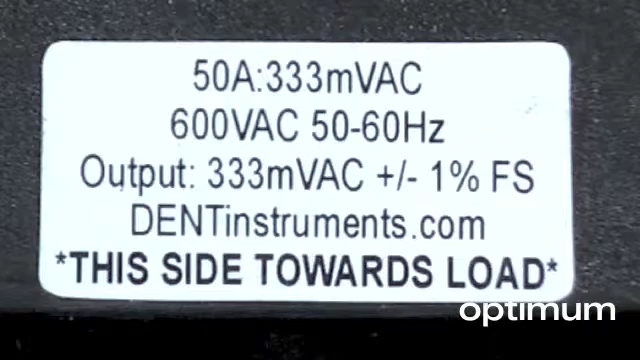 50A:333mVAC
600VAC 50-60Hz
Output: 333mVAC +/- 1% FS
DENTinstruments.com
*THIS SIDE TOWARDS LOAD*
optimum